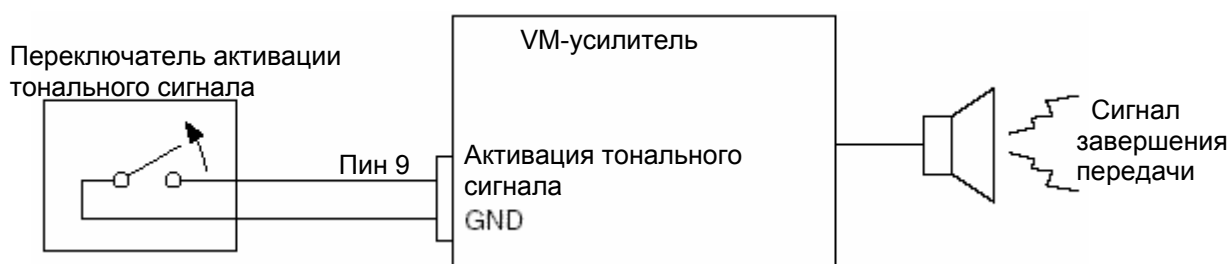 VM-усилитель
Переключатель активации
тонального сигнала
Пин 9
Активация тонального
сигнала
GND
Сигнал
завершения
передачи